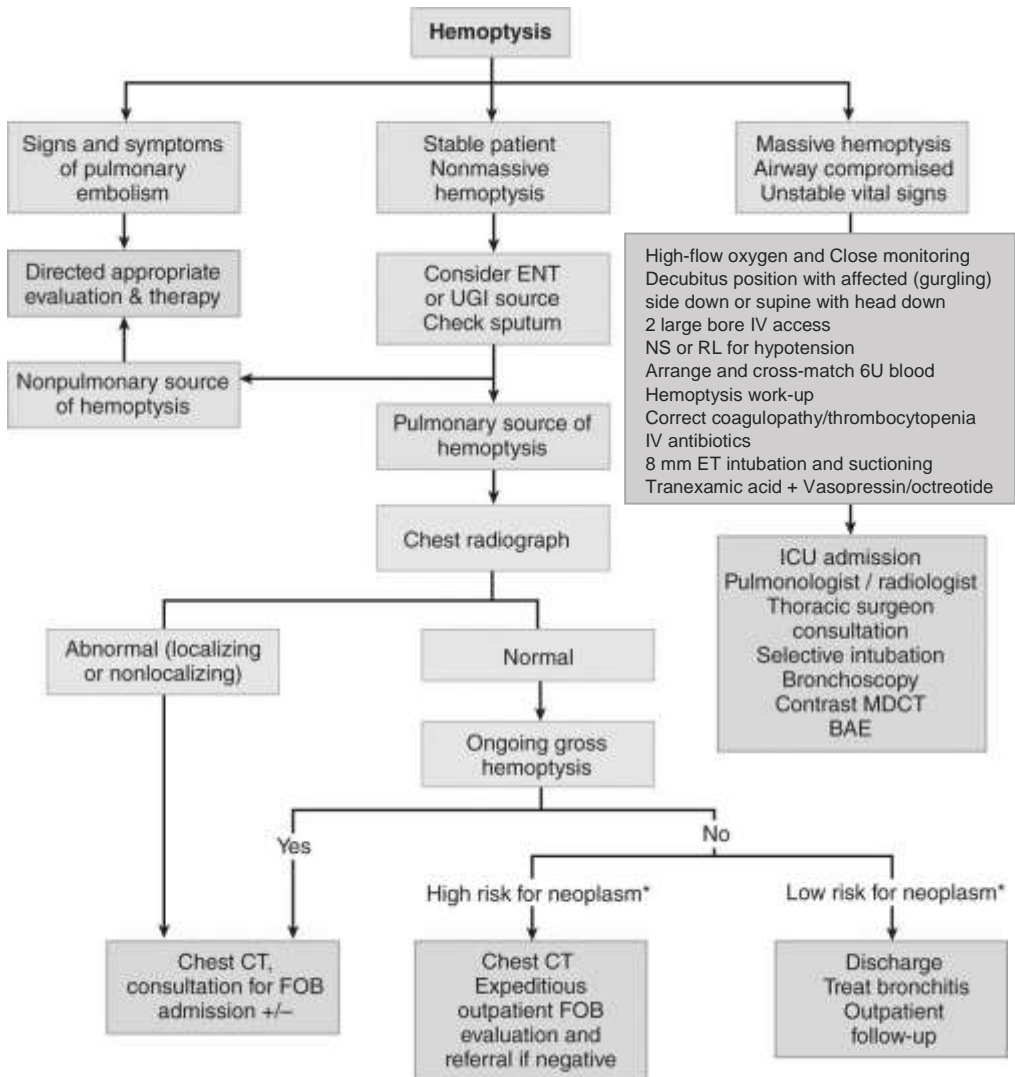 Hemoptysis
Signs and symptoms
of pulmonary
embolism
Stable patient
Nonmassive
hemoptysis
Massive hemoptysis
Airway compromised
Unstable vital signs
Directed appropriate
evaluation & therapy
Consider ENT
or UGI source
Check sputum
High-flow oxygen and Close monitoring
Decubitus position with affected (gurgling)
side down or supine with head down
2 large bore IV access
NS or RL for hypotension
Arrange and cross-match 6U blood
Hemoptysis work-up
Correct coagulopathy/thrombocytopenia
IV antibiotics
8 mm ET intubation and suctioning
Tranexamic acid + Vasopressin/octreotide
Nonpulmonary source
of hemoptysis
Pulmonary source of
hemoptysis
Chest radiograph
ICU admission
Pulmonologist / radiologist
Thoracic surgeon
consultation
Selective intubation
Bronchoscopy
Contrast MDCT
BAE
Abnormal (localizing
or nonlocalizing)
Normal
Ongoing gross
hemoptysis
Yes
No
High risk for neoplasm*
Low risk for neoplasm*
Chest CT,
consultation for FOB
admission +/–
Chest CT
Expeditious
outpatient FOB
evaluation and
referral if negative
Discharge
Treat bronchitis
Outpatient
follow-up